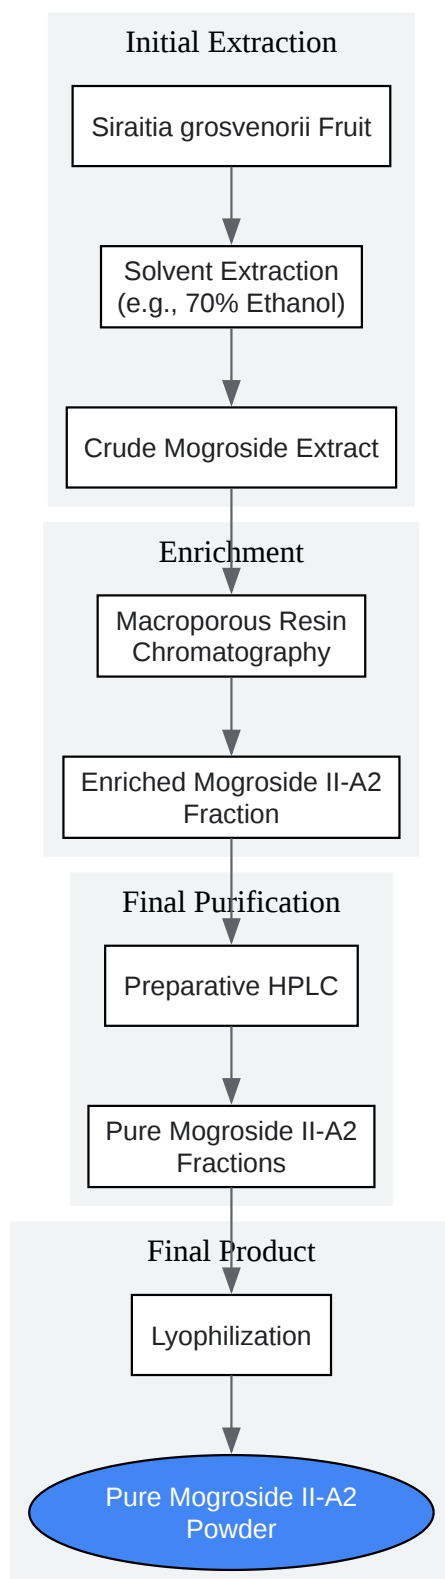 Initial Extraction
Siraitia grosvenorii Fruit
Solvent Extraction
(e.g., 70% Ethanol)
Crude Mogroside Extract
Enrichment
Macroporous Resin
Chromatography
Enriched Mogroside II-A2
Fraction
Final Purification
Preparative HPLC
Pure Mogroside II-A2
Fractions
Final Product
Lyophilization
Pure Mogroside II-A2
Powder